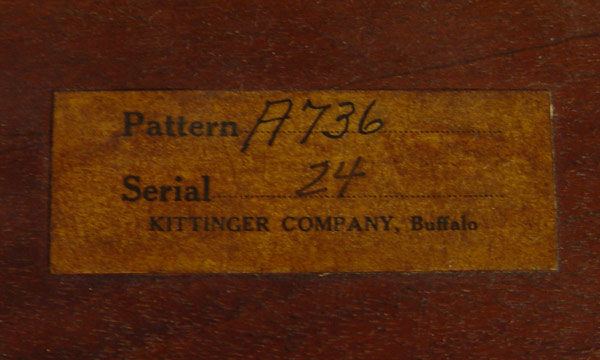 Pattern A736
Serial 24
KITTINGER COMPANY, Buffalo